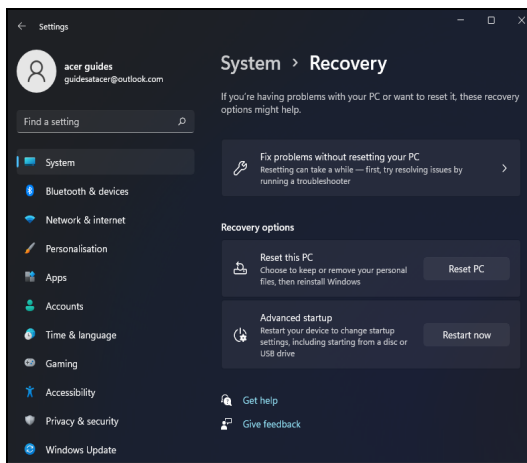 Settings
acer guides
guidesatacer@outlook.com
Find a setting
System
Bluetooth & devices
Network & internet
Personalisation
Apps
Accounts
Time & language
Gaming
Accessibility
Privacy & security
Windows Update
System > Recovery
If you're having problems with your PC or want to reset it, these recovery
options might help.
Fix problems without resetting your PC
Resetting can take a while — first, try resolving issues by
running a troubleshooter
Recovery options
Reset this PC
Choose to keep or remove your personal
files, then reinstall Windows
Reset PC
Advanced startup
Restart your device to change startup
settings, including starting from a disc or
USB drive
Restart now
Get help
Give feedback